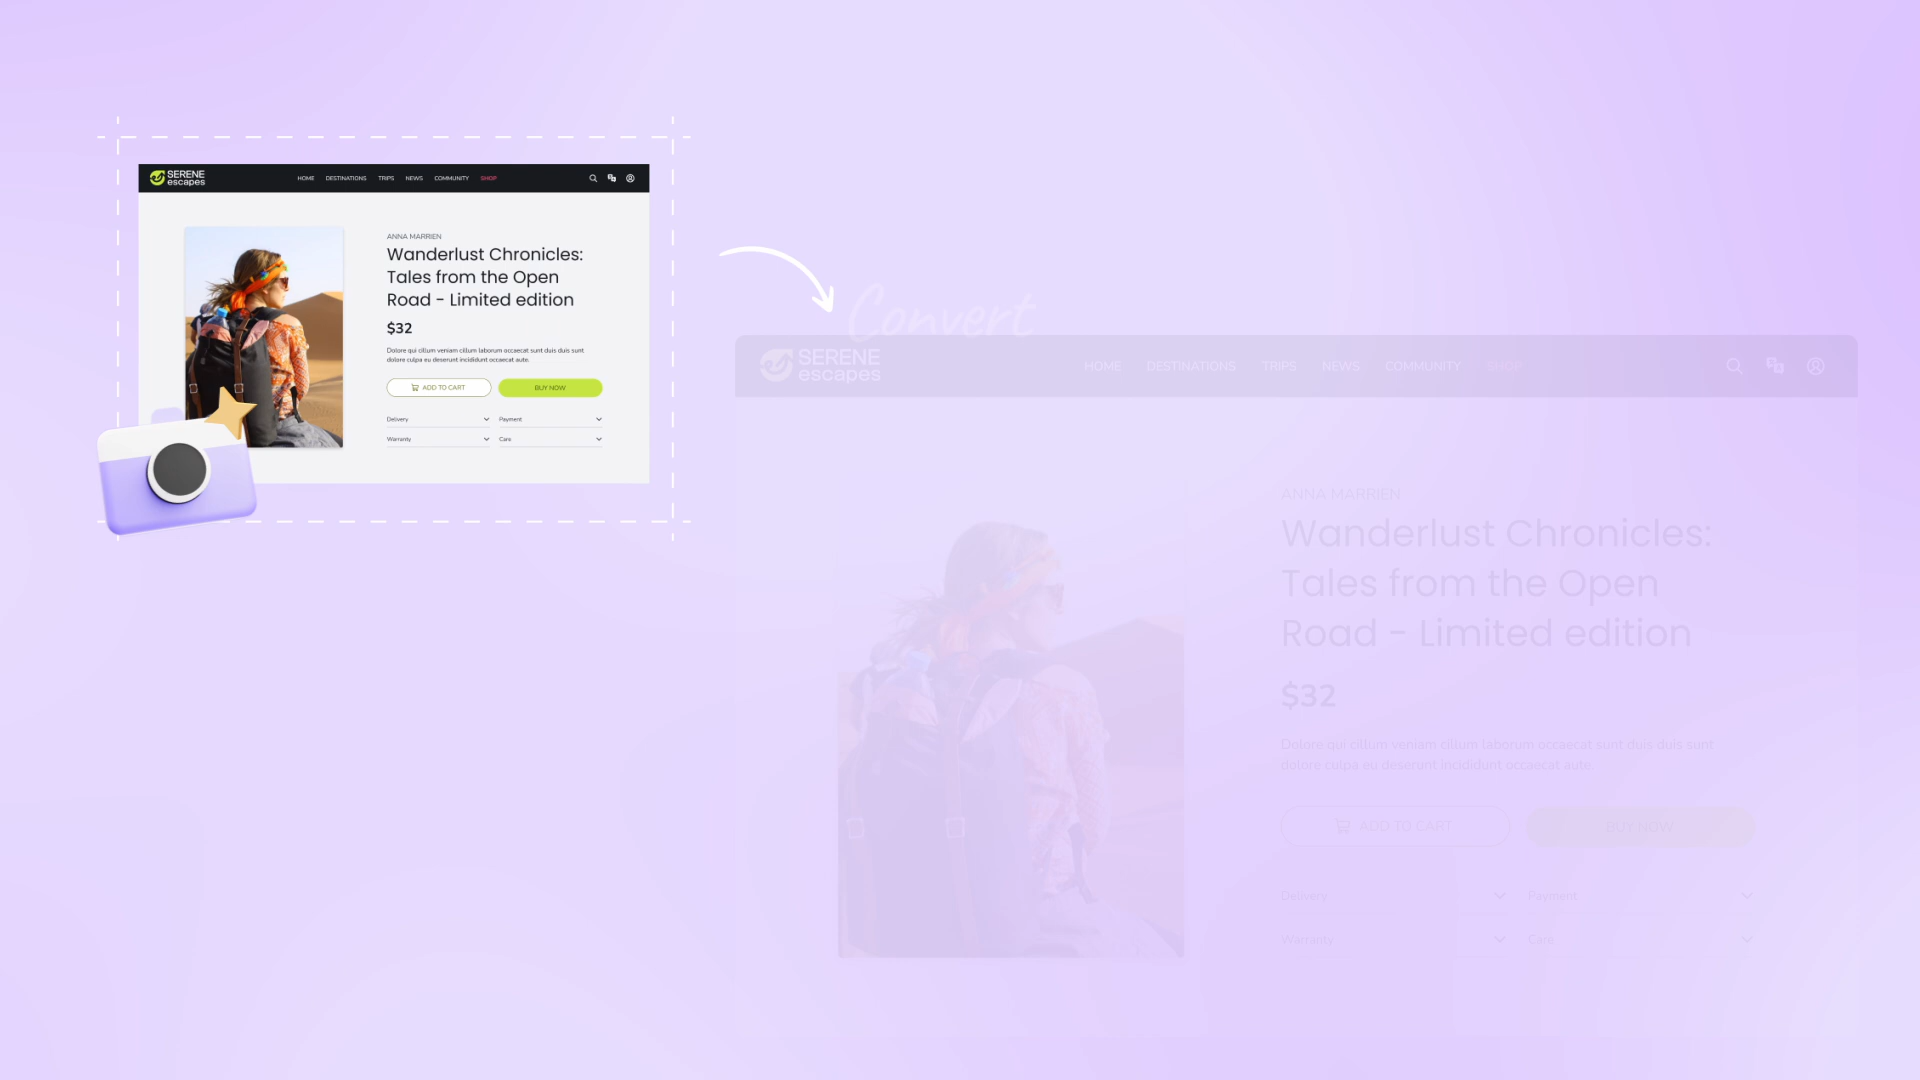 SERENE
escapes
HOME DESTINATIONS TRIPS NEWS COMMUNITY SHOP
ANNA MARRIEN
Wanderlust Chronicles:
Tales from the Open
Road - Limited edition
$32
Dolore qui cillum veniam cillum laborum occaecat sunt duis duis sunt
dolore culpa eu deserunt incididunt occaecat aute.
ADD TO CART BUY NOW
Delivery Payment
Warranty Care
Convert
SERENE
escapes
HOME DESTINATIONS TRIPS NEWS COMMUNITY SHOP
ANNA MARRIEN
Wanderlust Chronicles:
Tales from the Open
Road - Limited edition
$32
Dolore qui cillum veniam cillum laborum occaecat sunt duis duis sunt
dolore culpa eu deserunt incididunt occaecat aute.
ADD TO CART BUY NOW
Delivery Payment
Warranty Care